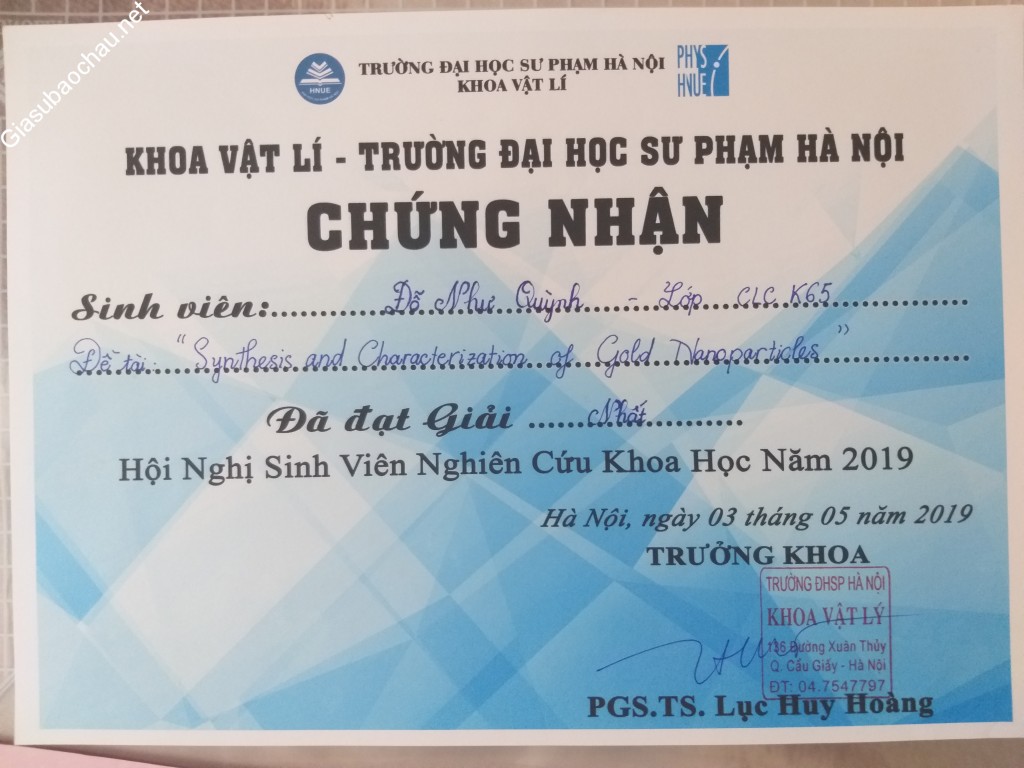 Giasubaochau.net
HNUE
TRƯỜNG ĐẠI HỌC SƯ PHẠM HÀ NỘI
KHOA VẬT LÍ
PHYS
HNUE
KHOA VẬT LÍ - TRƯỜNG ĐẠI HỌC SƯ PHẠM HÀ NỘI
CHỨNG NHẬN
Sinh viên:........Đỗ Như Quỳnh - Lớp CLC K65........
Đề tài: "Synthesis and Characterization of Gold Nanoparticles"
Đã đạt Giải ......Nhất..........
Hội Nghị Sinh Viên Nghiên Cứu Khoa Học Năm 2019
Hà Nội, ngày 03 tháng 05 năm 2019
TRƯỞNG KHOA
TRƯỜNG ĐHSP HÀ NỘI
KHOA VẬT LÝ
136 Đường Xuân Thủy
Q. Cầu Giấy - Hà Nội
ĐT: 04.7547797
PGS.TS. Lục Huy Hoàng